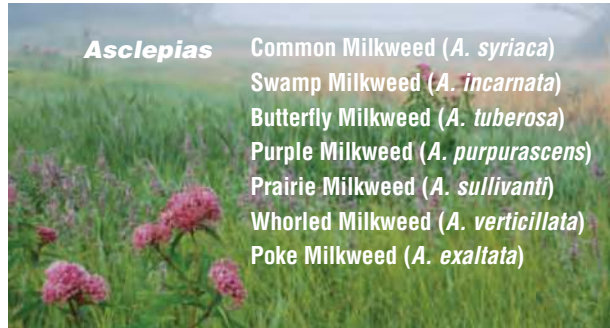 Asclepias
Common Milkweed (A. syriaca)
Swamp Milkweed (A. incarnata)
Butterfly Milkweed (A. tuberosa)
Purple Milkweed (A. purpurascens)
Prairie Milkweed (A. sullivanti)
Whorled Milkweed (A. verticillata)
Poke Milkweed (A. exaltata)